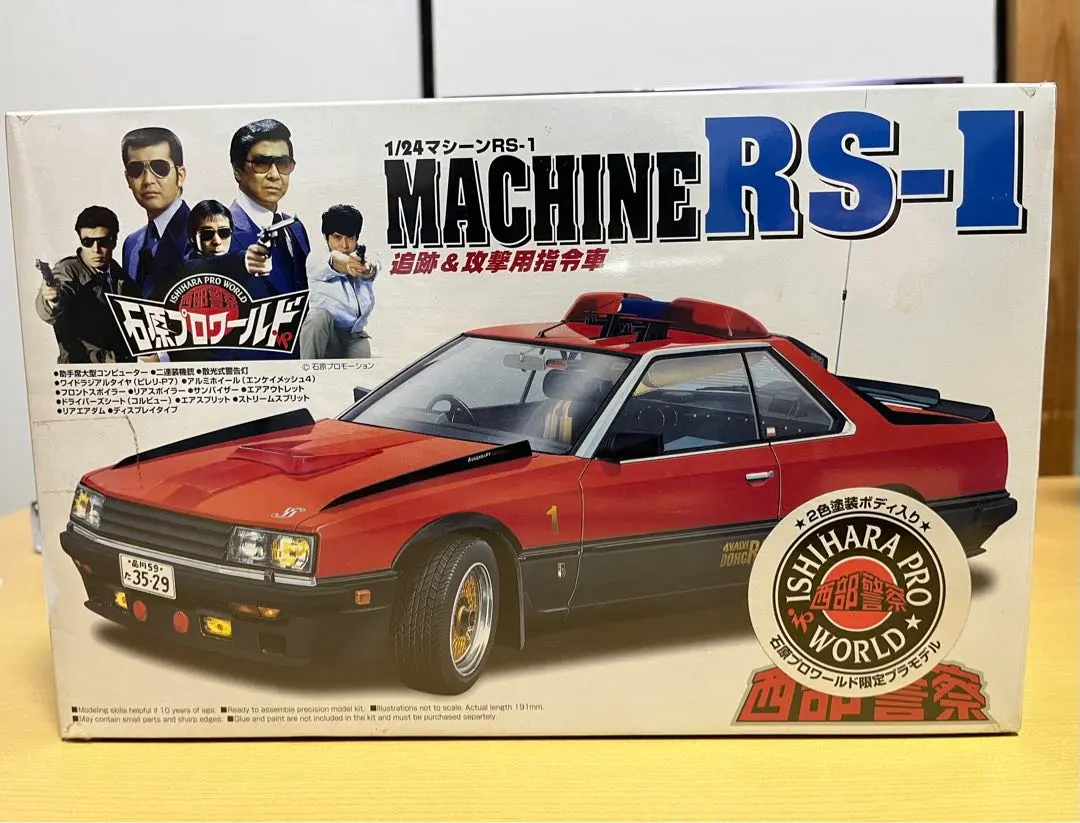 1/24マシーンRS-1
MACHINE RS-1
追跡&攻撃用指令車
ISHIHARA PRO WORLD
西部警察
石原プロワールド
©石原プロモーション
●助手席大型コンピューター ●二連装機銃 ●散光式警告灯
●ワイドラジアルタイヤ(ピレリ-P7) ●アルミホイール(エンケイメッシュ4)
●フロントスポイラー ●リアスポイラー ●サンバイザー ●エアアウトレット
●ドライバーズシート(コルビュー) ●エアスプリット ●ストリームスプリット
●リアエアダム ●ディスプレイタイプ
1
4VALVE
DOHC R
品川59
た 35-29
★2色塗装ボディ入り★
ISHIHARA PRO
西部警察
WORLD
石原プロワールド限定プラモデル
西部警察
■Modeling skills helpful if 10 years of age. ■Ready to assemble precision model kit. ■Illustrations not to scale. Actual length 191mm.
■May contain small parts and sharp edges. ■Glue and paint are not included in the kit and must be purchased separately